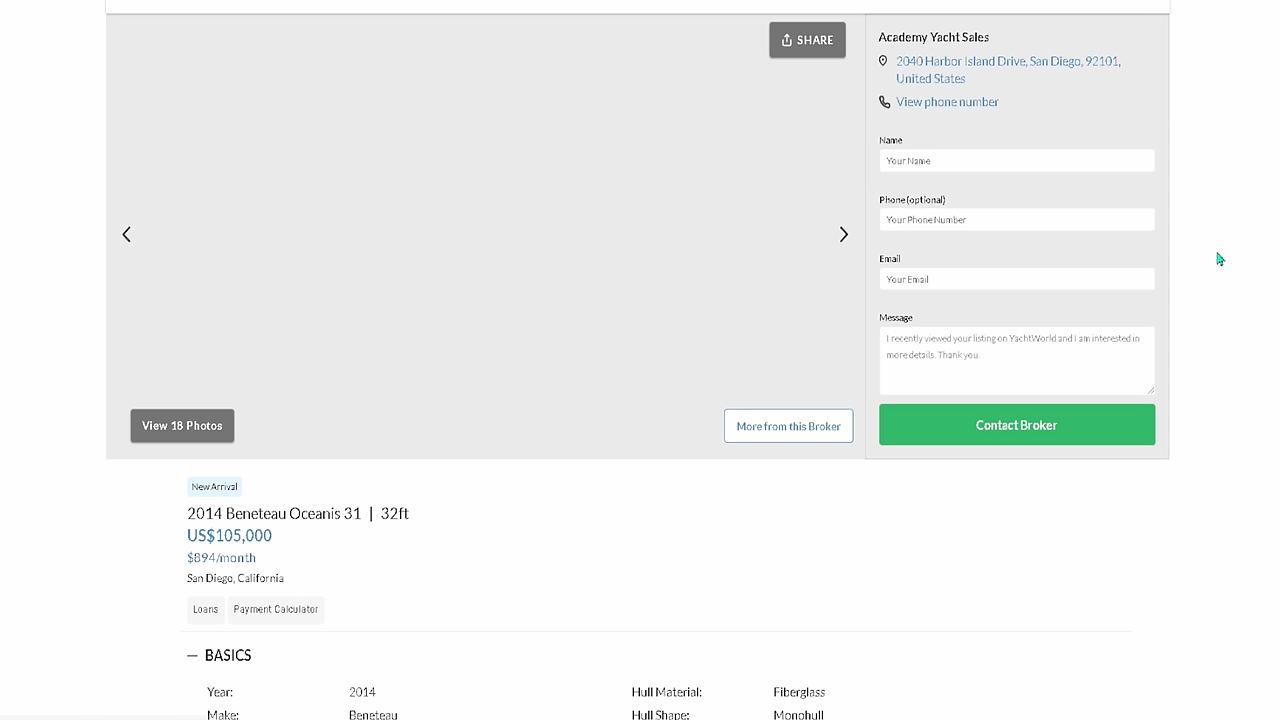 SHARE
Academy Yacht Sales
2040 Harbor Island Drive, San Diego, 92101,
United States
View phone number
Name
Your Name
Phone (optional)
Your Phone Number
Email
Your Email
Message
I recently viewed your listing on YachtWorld and I am interested in
more details. Thank you.
Contact Broker
View 18 Photos
More from this Broker
New Arrival
2014 Beneteau Oceanis 31 | 32ft
US$105,000
$894/month
San Diego, California
Loans
Payment Calculator
— BASICS
Year: 2014 Hull Material: Fiberglass
Make: Beneteau Hull Shape: Monohull